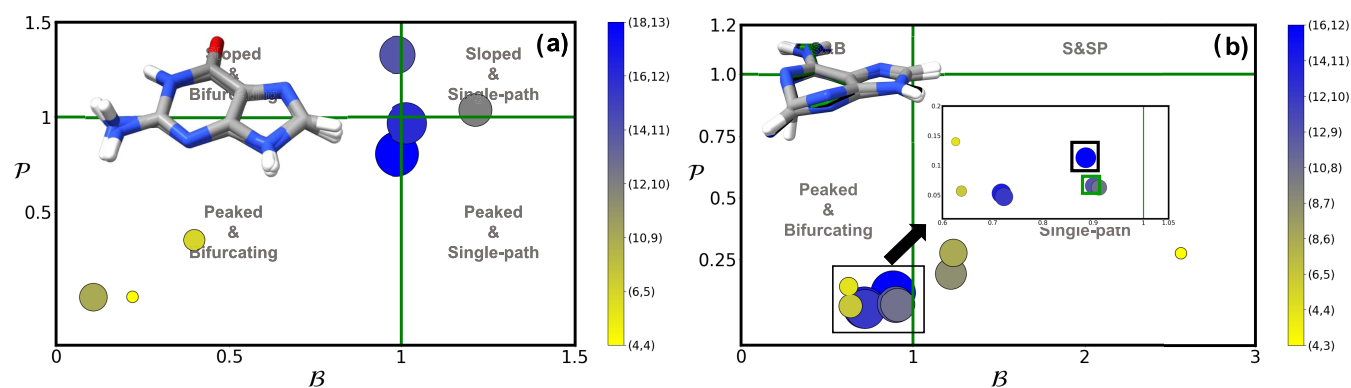 (a)
1.5
1
0.5
0
0.5
1
1.5
𝒫
ℬ
Sloped
&
Bifurcating
Sloped
&
Single-path
Peaked
&
Bifurcating
Peaked
&
Single-path
(18,13)
(16,12)
(14,11)
(12,10)
(10,9)
(6,5)
(4,4)
(b)
1.2
1.0
0.75
0.5
0.25
0
1
2
3
𝒫
ℬ
S&SP
Peaked
&
Bifurcating
Single-path
0.2
0.15
0.1
0.05
0.6
0.7
0.8
0.9
1
1.05
(16,12)
(14,12)
(12,10)
(12,9)
(10,8)
(8,7)
(8,6)
(6,5)
(4,4)
(4,3)